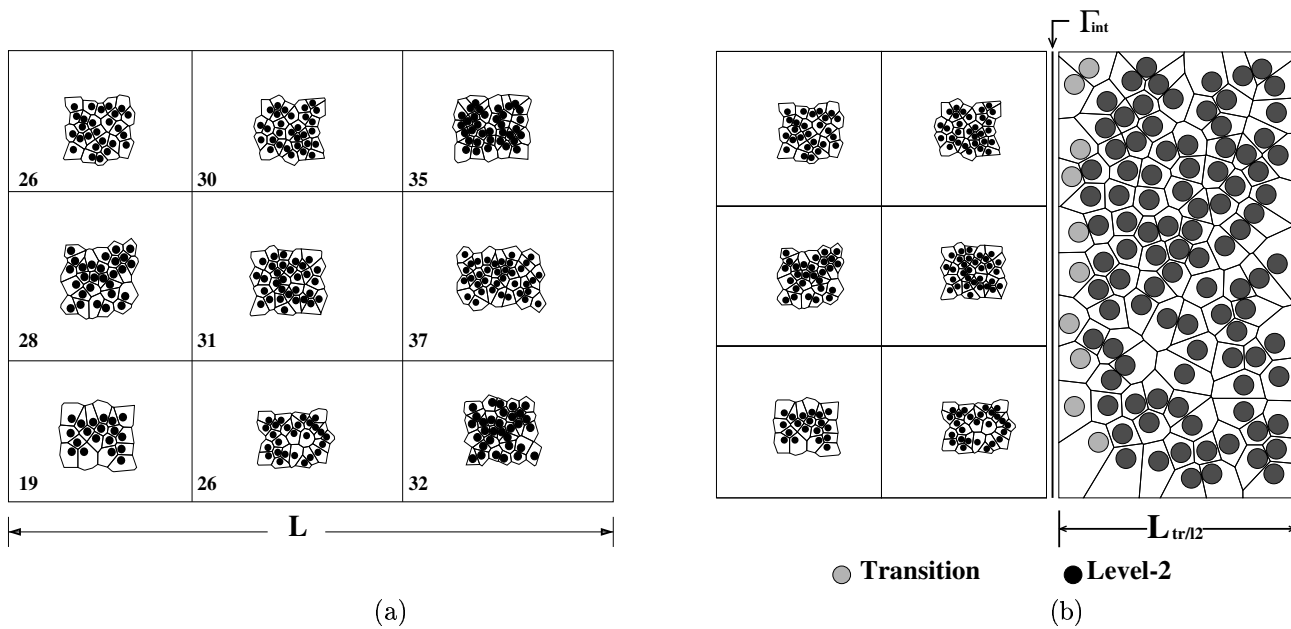 Γint
26
30
35
28
31
37
19
26
32
L
Ltr/l2
Transition
Level-2
(a)
(b)